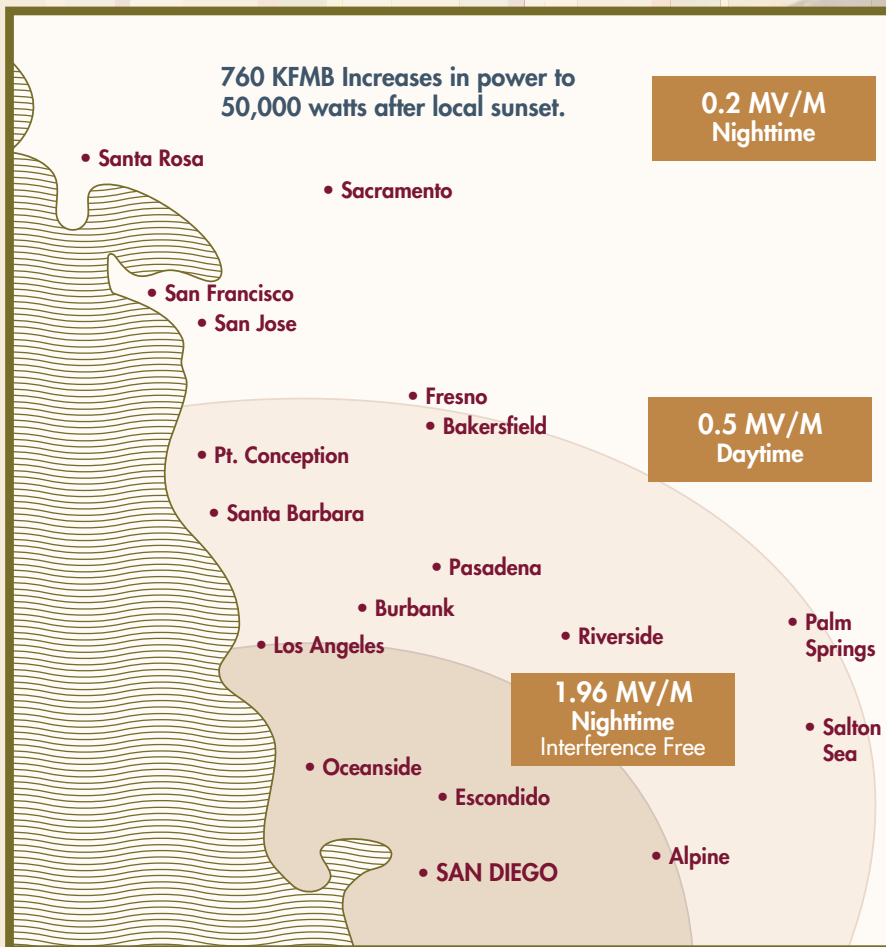 760 KFMB Increases in power to
50,000 watts after local sunset.
0.2 MV/M
Nighttime
Santa Rosa
Sacramento
San Francisco
San Jose
Fresno
Bakersfield
0.5 MV/M
Daytime
Pt. Conception
Santa Barbara
Pasadena
Burbank
Los Angeles
Riverside
Palm
Springs
1.96 MV/M
Nighttime
Interference Free
Salton
Sea
Oceanside
Escondido
Alpine
SAN DIEGO